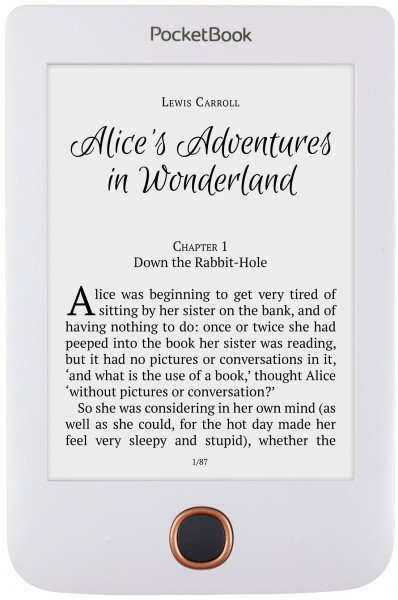 PocketBook
Lewis Carroll
Alice's Adventures
in Wonderland
Chapter 1
Down the Rabbit-Hole
Alice was beginning to get very tired of
sitting by her sister on the bank, and of
having nothing to do: once or twice she had
peeped into the book her sister was reading,
but it had no pictures or conversations in it,
‘and what is the use of a book,’ thought Alice
‘without pictures or conversation?’
So she was considering in her own mind (as
well as she could, for the hot day made her
feel very sleepy and stupid), whether the
1/87